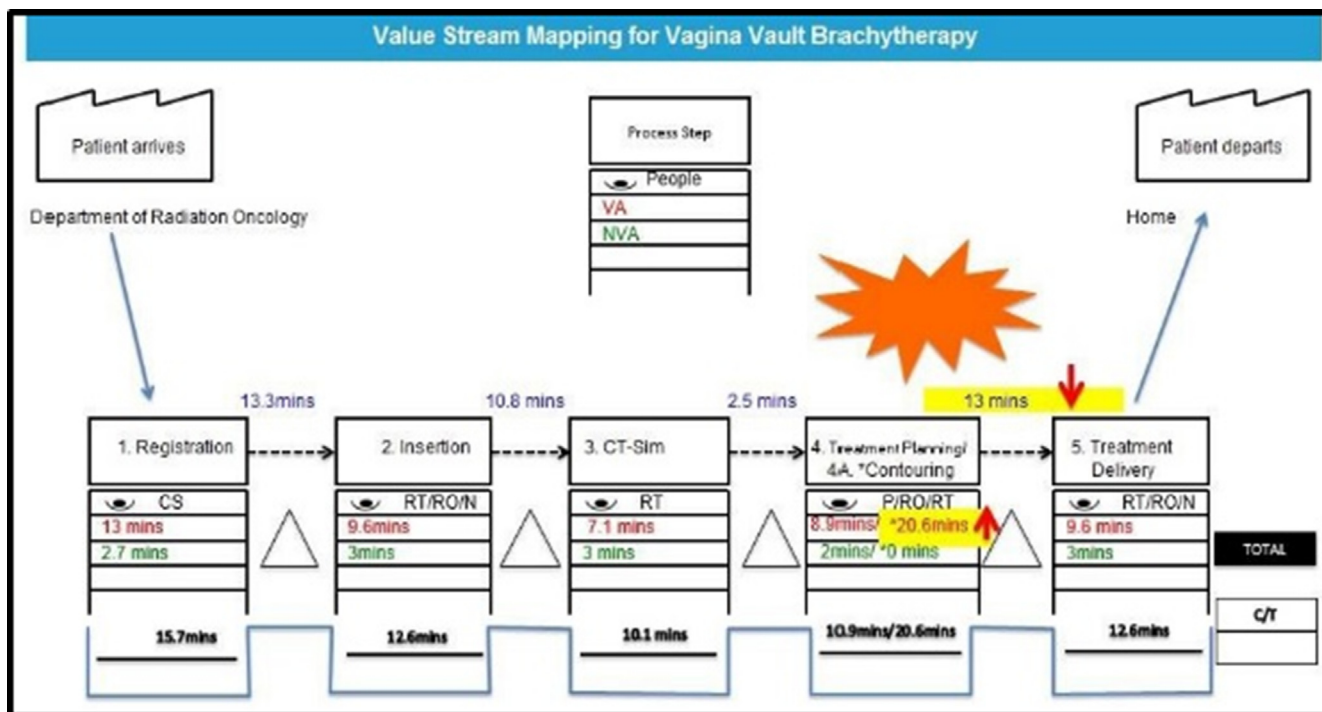 Value Stream Mapping for Vagina Vault Brachytherapy
Patient arrives
Process Step
Patient departs
People
VA
NVA
Department of Radiation Oncology
Home
13.3mins
10.8 mins
2.5 mins
13 mins
1. Registration
2. Insertion
3. CT-Sim
4. Treatment Planning/
4A. *Contouring
5. Treatment
Delivery
CS
RT/RO/N
RT
P/RO/RT
RT/RO/N
13 mins
9.6mins
7.1 mins
8.9mins/ *20.6mins
9.6 mins
2.7 mins
3mins
3 mins
2mins/ *0 mins
3mins
TOTAL
15.7mins
12.6mins
10.1 mins
10.9mins/20.6mins
12.6mins
C/T